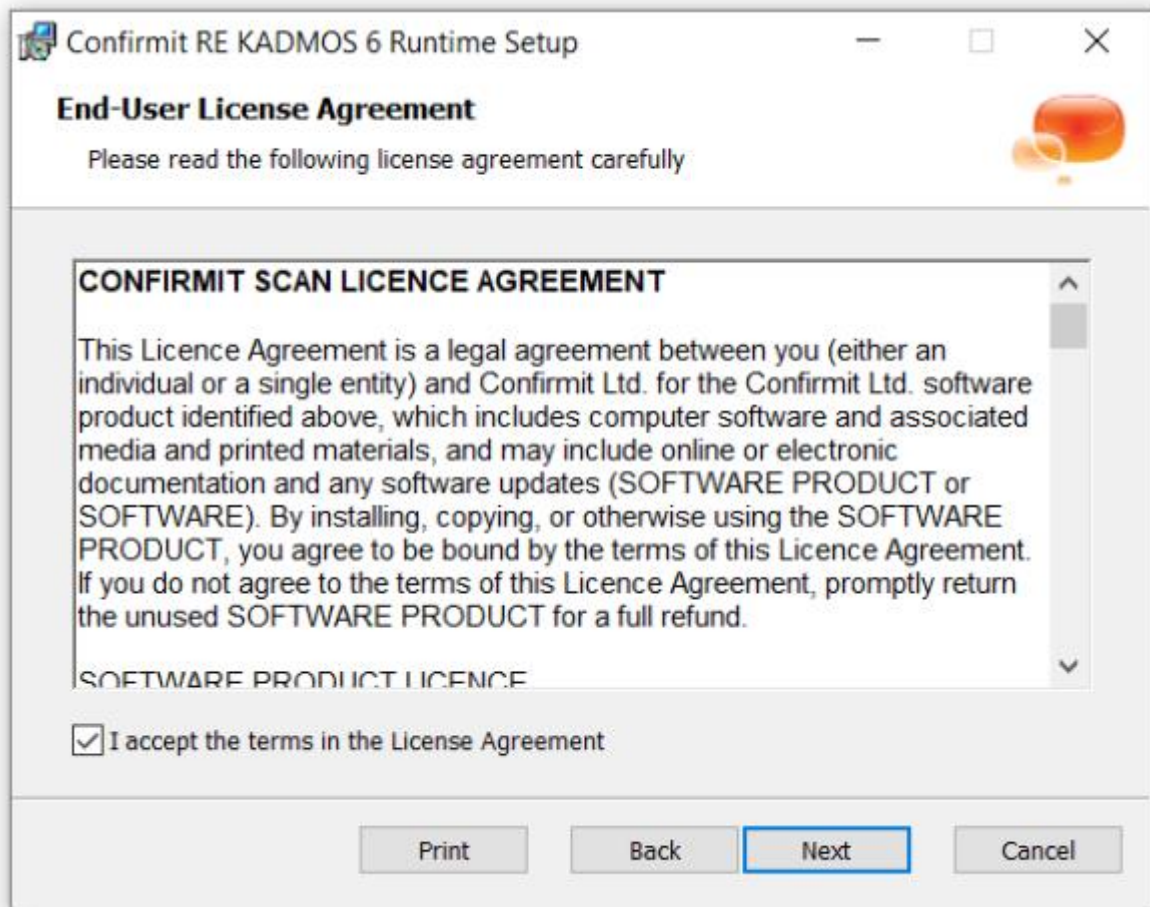 Confirmit RE KADMOS 6 Runtime Setup
End-User License Agreement
Please read the following license agreement carefully
CONFIRMIT SCAN LICENCE AGREEMENT
This Licence Agreement is a legal agreement between you (either an
individual or a single entity) and Confirmit Ltd. for the Confirmit Ltd. software
product identified above, which includes computer software and associated
media and printed materials, and may include online or electronic
documentation and any software updates (SOFTWARE PRODUCT or
SOFTWARE). By installing, copying, or otherwise using the SOFTWARE
PRODUCT, you agree to be bound by the terms of this Licence Agreement.
If you do not agree to the terms of this Licence Agreement, promptly return
the unused SOFTWARE PRODUCT for a full refund.
SOFTWARE PRODUCT LICENCE
I accept the terms in the License Agreement
Print Back Next Cancel